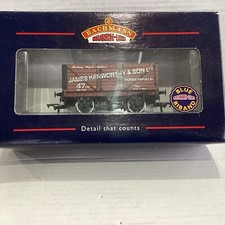 BACHMANN
BRANCH-LINE
JAMES KENWORTHY & SON LTD
47
BLUE
RIBAND
Detail that counts